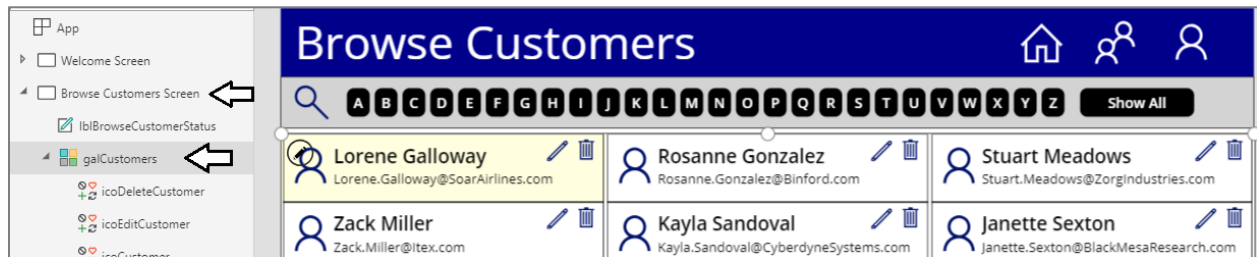 App
Welcome Screen
Browse Customers Screen
lblBrowseCustomerStatus
galCustomers
icoDeleteCustomer
icoEditCustomer
icoCustomer
Browse Customers
A B C D E F G H I J K L M N O P Q R S T U V W X Y Z Show All
Lorene Galloway
Lorene.Galloway@SoarAirlines.com
Rosanne Gonzalez
Rosanne.Gonzalez@Binford.com
Stuart Meadows
Stuart.Meadows@ZorgIndustries.com
Zack Miller
Zack.Miller@Itex.com
Kayla Sandoval
Kayla.Sandoval@CyberdyneSystems.com
Janette Sexton
Janette.Sexton@BlackMesaResearch.com